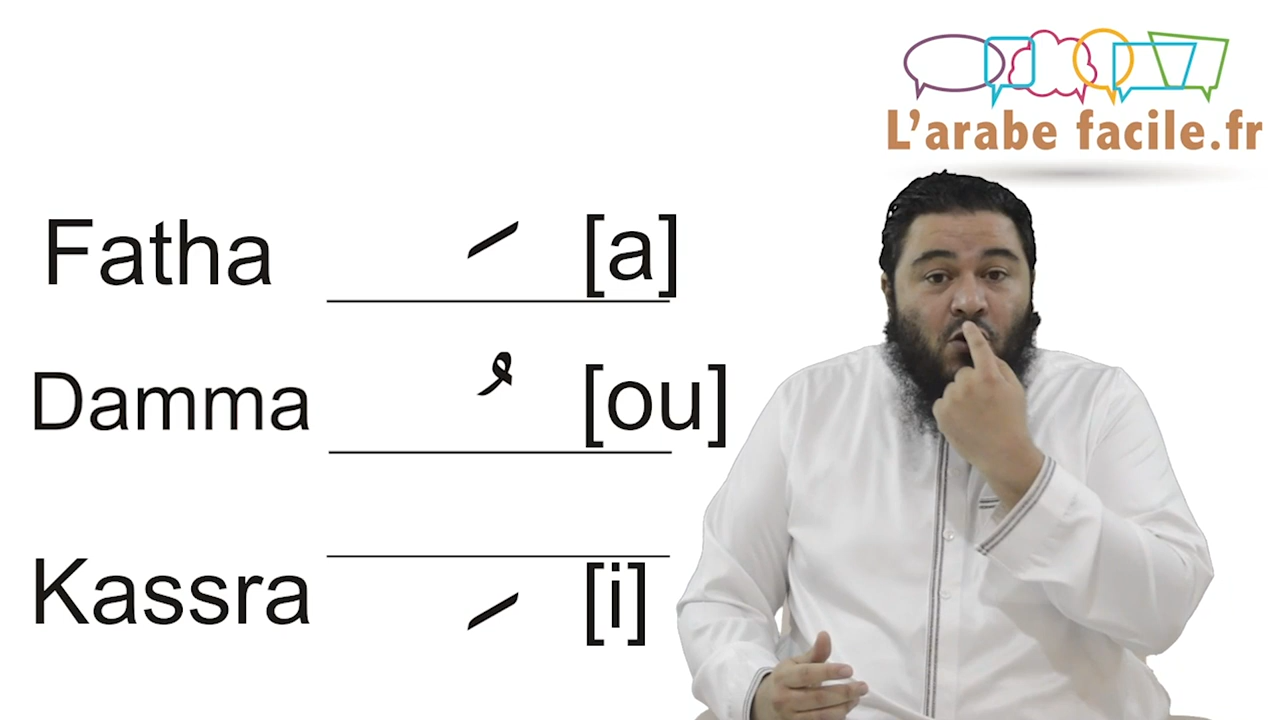 L'arabe facile.fr
Fatha َ [a]
Damma ُ [ou]
Kassra ِ [i]